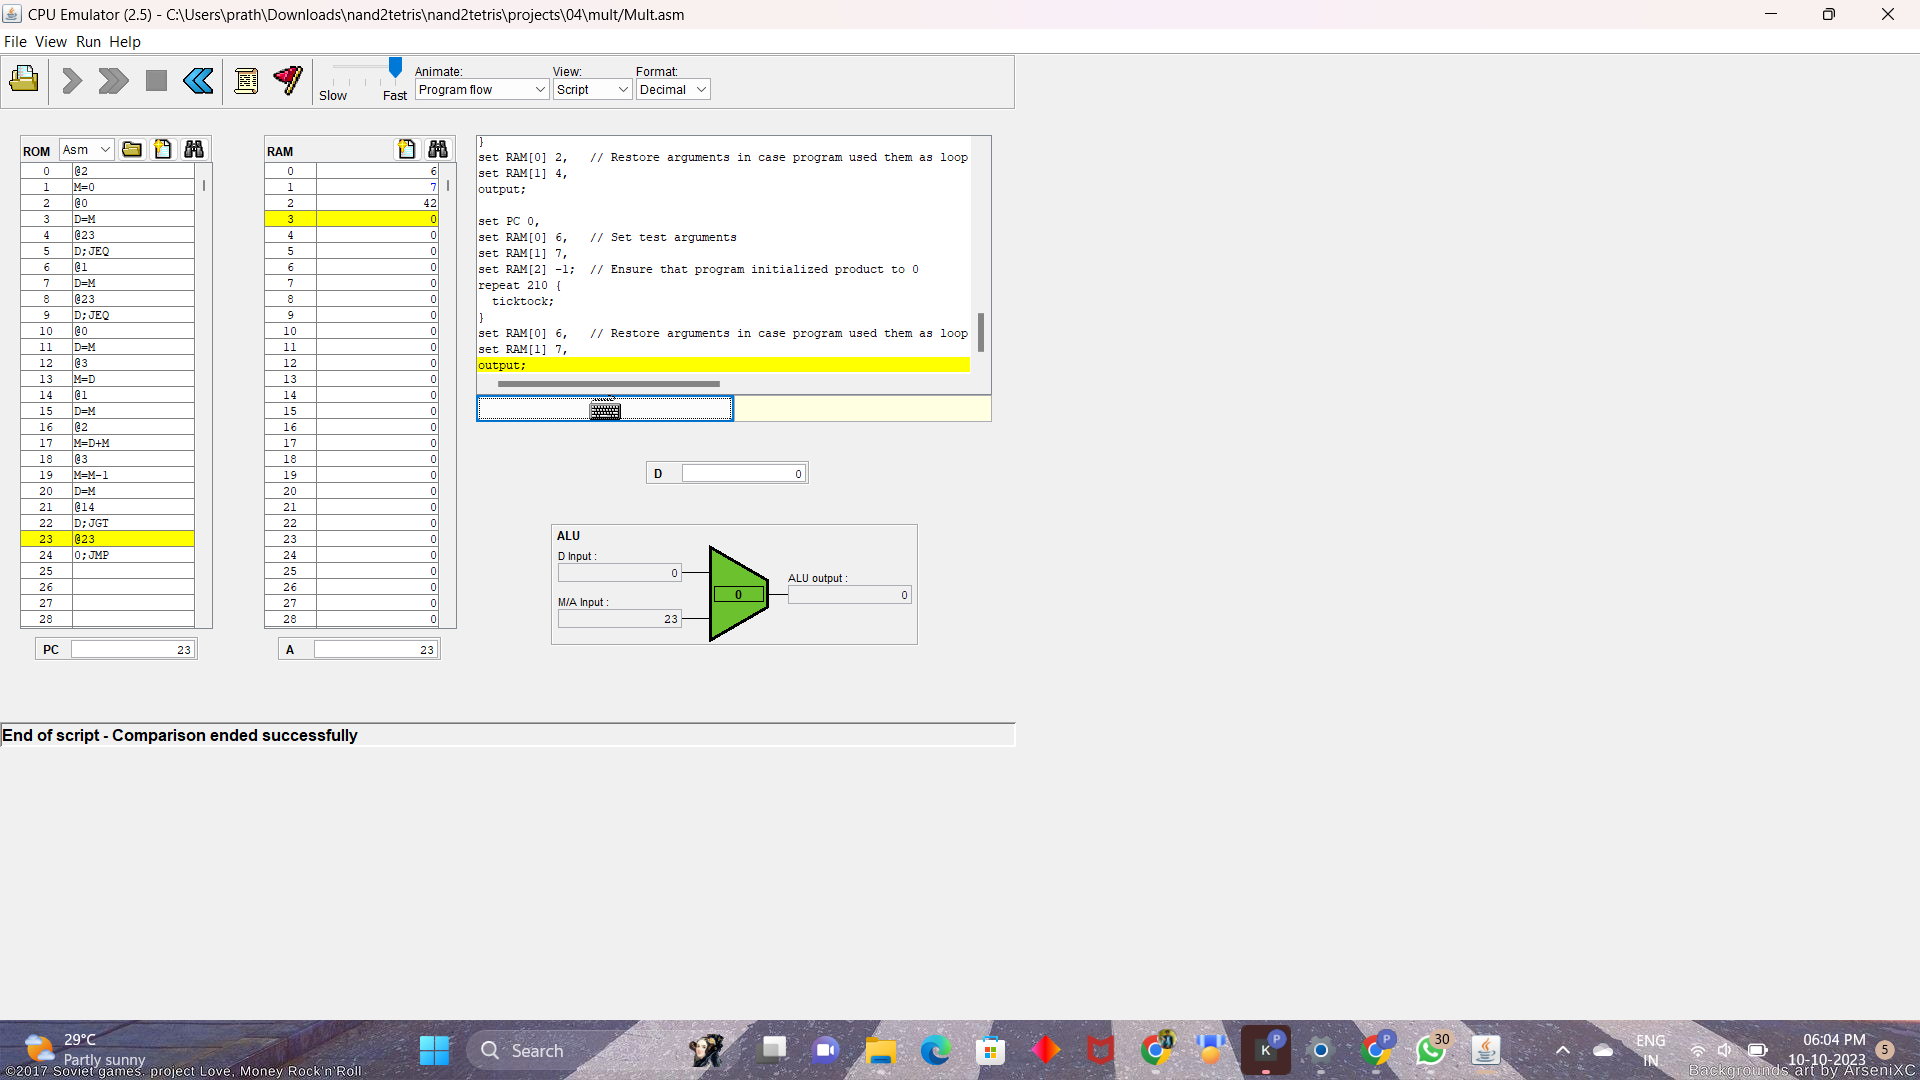 CPU Emulator (2.5) - C:\Users\prath\Downloads\nand2tetris\nand2tetris\projects\04\mult/Mult.asm
File View Run Help
Animate: View: Format:
Slow Fast Program flow Script Decimal
ROM Asm
0 @2
1 M=0
2 @0
3 D=M
4 @23
5 D;JEQ
6 @1
7 D=M
8 @23
9 D;JEQ
10 @0
11 D=M
12 @3
13 M=D
14 @1
15 D=M
16 @2
17 M=D+M
18 @3
19 M=M-1
20 D=M
21 @14
22 D;JGT
23 @23
24 0;JMP
25
26
27
28
PC 23
RAM
0 6
1 7
2 42
3 0
4 0
5 0
6 0
7 0
8 0
9 0
10 0
11 0
12 0
13 0
14 0
15 0
16 0
17 0
18 0
19 0
20 0
21 0
22 0
23 0
24 0
25 0
26 0
27 0
28 0
A 23
}
set RAM[0] 2, // Restore arguments in case program used them as loop
set RAM[1] 4,
output;
set PC 0,
set RAM[0] 6, // Set test arguments
set RAM[1] 7,
set RAM[2] -1; // Ensure that program initialized product to 0
repeat 210 {
ticktock;
}
set RAM[0] 6, // Restore arguments in case program used them as loop
set RAM[1] 7,
output;
D 0
ALU
D Input :
0
M/A Input :
23
0
ALU output :
0
End of script - Comparison ended successfully
29°C
Partly sunny
©2017 Soviet games. project Love, Money Rock'n'Roll
Search
30
ENG
IN
06:04 PM
10-10-2023
5
Backgrounds art by ArseniXC